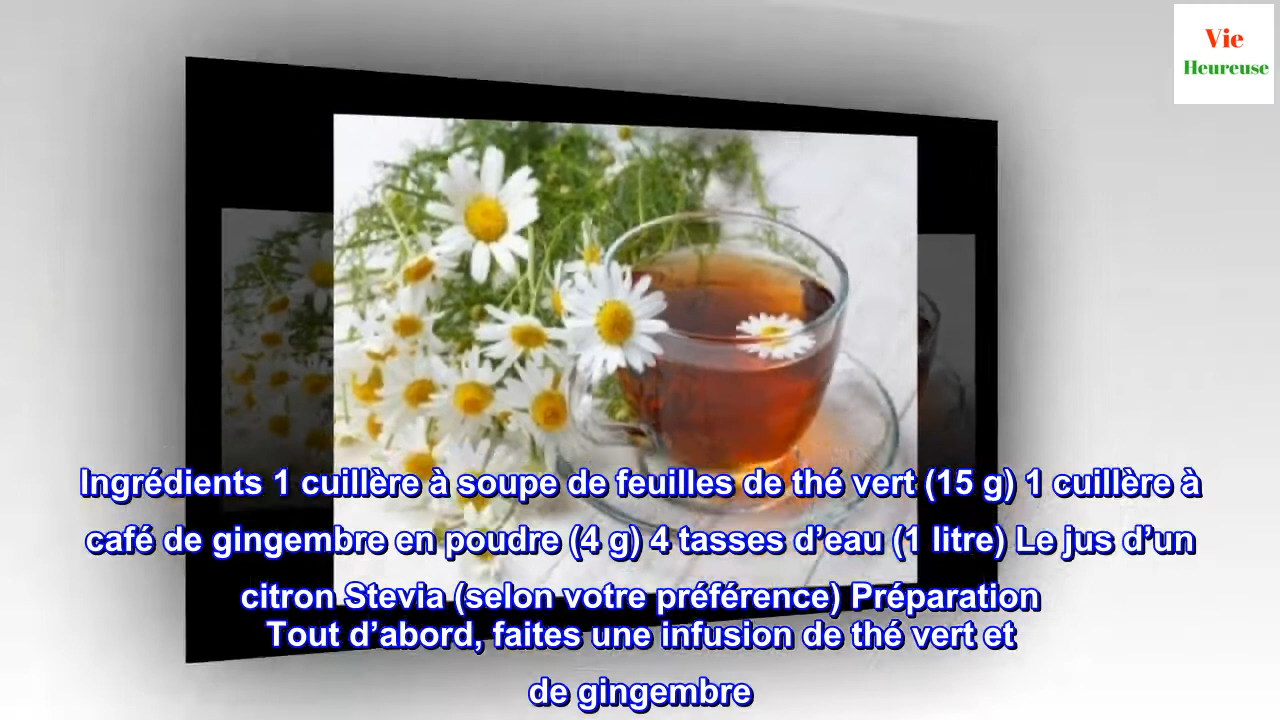 Vie
Heureuse
Ingrédients 1 cuillère à soupe de feuilles de thé vert (15 g) 1 cuillère à
café de gingembre en poudre (4 g) 4 tasses d’eau (1 litre) Le jus d’un
citron Stevia (selon votre préférence) Préparation
Tout d’abord, faites une infusion de thé vert et
de gingembre